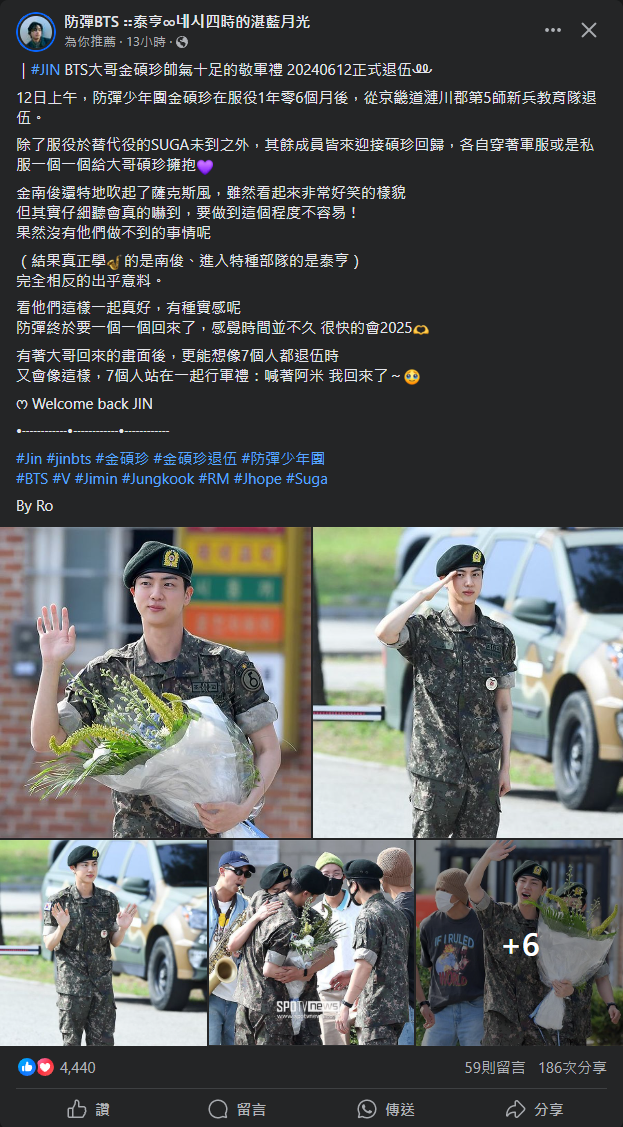 防彈BTS ::泰亨∞네시四時的湛藍月光
為你推薦 · 13小時 ·
｜#JIN BTS大哥金碩珍帥氣十足的敬軍禮 20240612正式退伍
12日上午，防彈少年團金碩珍在服役1年零6個月後，從京畿道漣川郡第5師新兵教育隊退
伍。
除了服役於替代役的SUGA未到之外，其餘成員皆來迎接碩珍回歸，各自穿著軍服或是私
服一個一個給大哥碩珍擁抱💜
金南俊還特地吹起了薩克斯風，雖然看起來非常好笑的樣貌
但其實仔細聽會真的嚇到，要做到這個程度不容易！
果然沒有他們做不到的事情呢
（結果真正學🎷的是南俊、進入特種部隊的是泰亨）
完全相反的出乎意料。
看他們這樣一起真好，有種實感呢
防彈終於要一個一個回來了，感覺時間並不久 很快的會2025🫶
有著大哥回來的畫面後，更能想像7個人都退伍時
又會像這樣，7個人站在一起行軍禮：喊著阿米 我回來了～🥹
ෆ Welcome back JIN
•------------•------------•------------
#Jin #jinbts #金碩珍 #金碩珍退伍 #防彈少年團
#BTS #V #Jimin #Jungkook #RM #Jhope #Suga
By Ro
IF I RULED
THE
WORLD
+6
SPOTVnews
www.spotvnews
4,440
59則留言 186次分享
讚 留言 傳送 分享